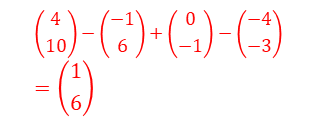 (4 10) − (−1 6) + (0 −1) − (−4 −3)
= (1 6)